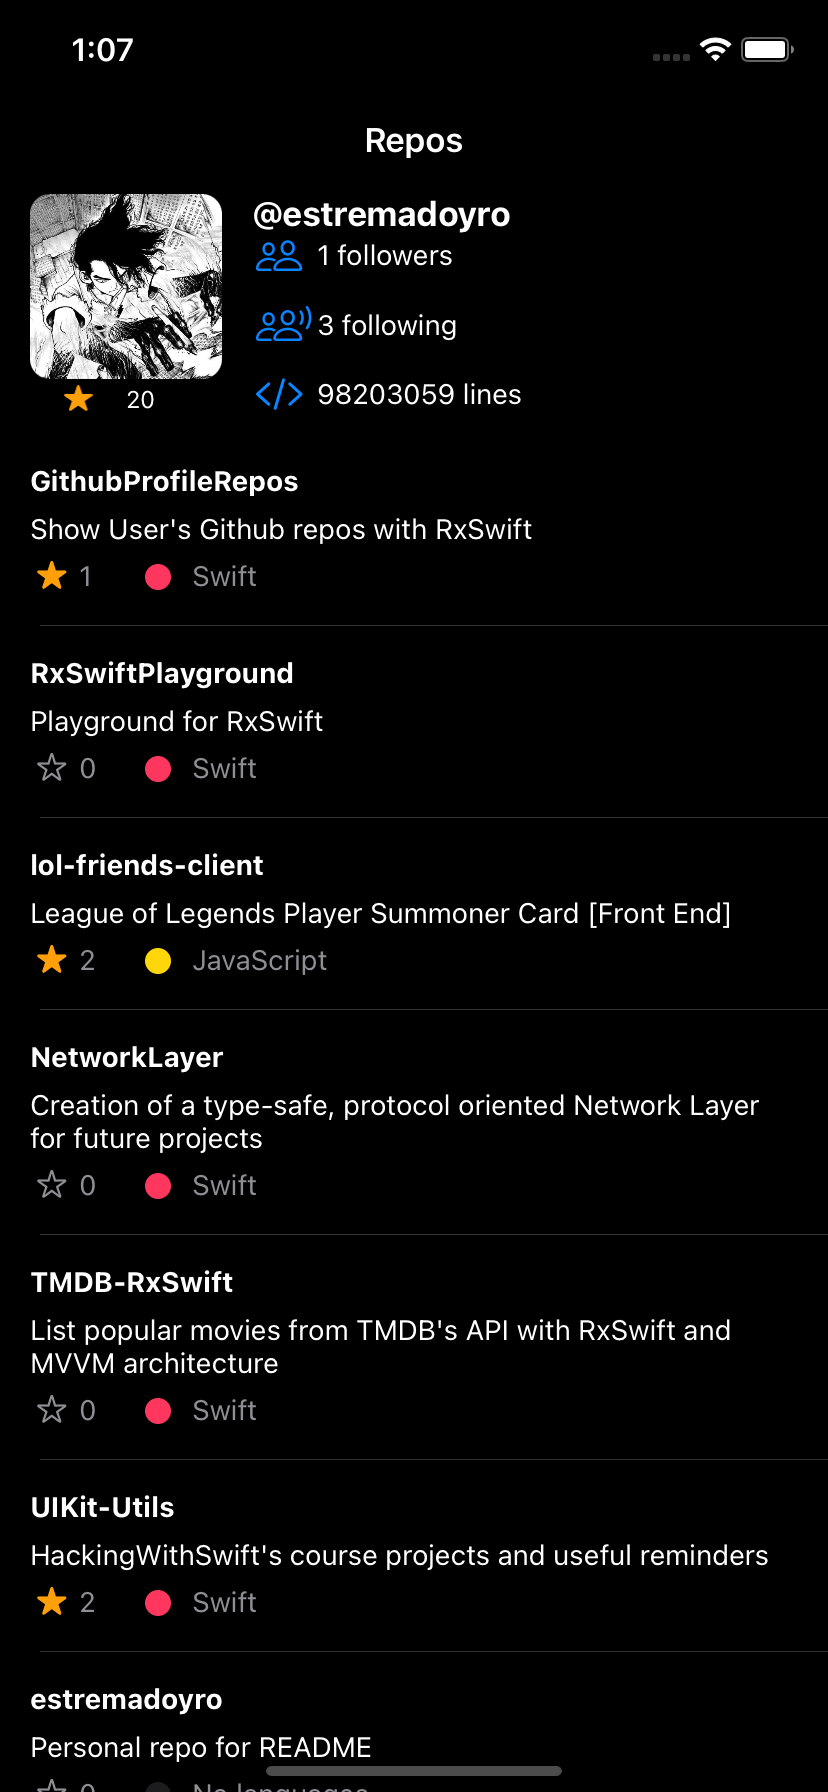 1:07
Repos
@estremadoyro
1 followers
3 following
20
98203059 lines
GithubProfileRepos
Show User's Github repos with RxSwift
1
Swift
RxSwiftPlayground
Playground for RxSwift
0
Swift
lol-friends-client
League of Legends Player Summoner Card [Front End]
2
JavaScript
NetworkLayer
Creation of a type-safe, protocol oriented Network Layer
for future projects
0
Swift
TMDB-RxSwift
List popular movies from TMDB's API with RxSwift and
MVVM architecture
0
Swift
UIKit-Utils
HackingWithSwift's course projects and useful reminders
2
Swift
estremadoyro
Personal repo for README
0
No languages